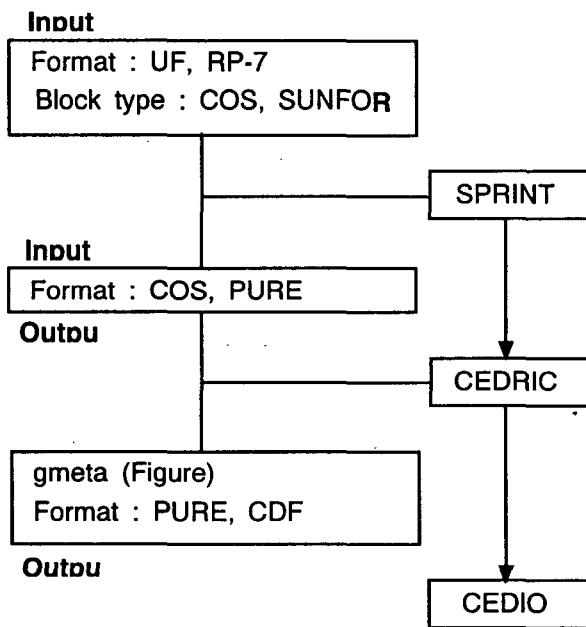 Input
Format : UF, RP-7
Block type : COS, SUNFOR
SPRINT
Input
Format : COS, PURE
Outpu
CEDRIC
gmeta (Figure)
Format : PURE, CDF
Outpu
CEDIO